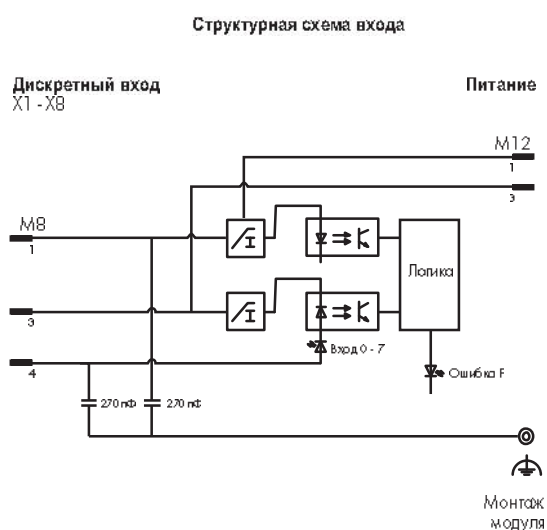 Структурная схема входа
Дискретный вход
X1 - X8
Питание
M12
1
3
M8
1
Логика
3
Вход 0 - 7
4
Ошибка F
270 пФ
270 пФ
Монтаж
модуля